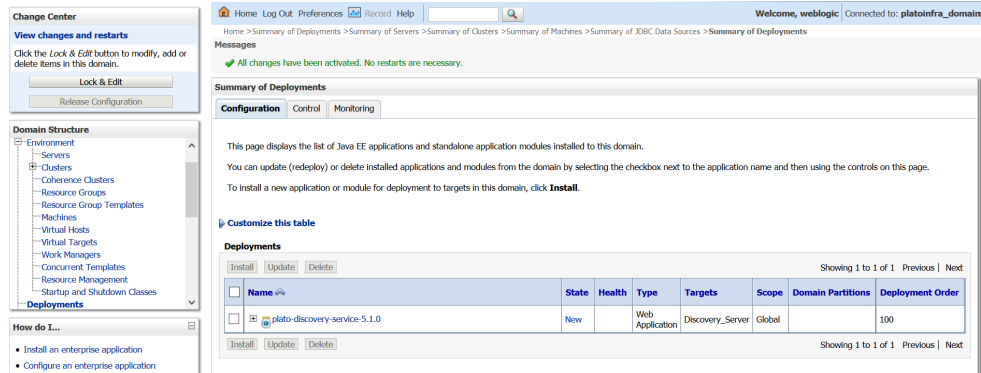 Change Center
View changes and restarts
Click the Lock & Edit button to modify, add or
delete items in this domain.
Lock & Edit
Release Configuration
Domain Structure
Environment
Servers
Clusters
Coherence Clusters
Resource Groups
Resource Group Templates
Machines
Virtual Hosts
Virtual Targets
Work Managers
Concurrent Templates
Resource Management
Startup and Shutdown Classes
Deployments
How do I...
• Install an enterprise application
• Configure an enterprise application
Home Log Out Preferences Record Help
Welcome, weblogic Connected to: platoinfra_domain
Home >Summary of Deployments >Summary of Servers >Summary of Clusters >Summary of Machines >Summary of JDBC Data Sources >Summary of Deployments
Messages
All changes have been activated. No restarts are necessary.
Summary of Deployments
Configuration Control Monitoring
This page displays the list of Java EE applications and standalone application modules installed to this domain.
You can update (redeploy) or delete installed applications and modules from the domain by selecting the checkbox next to the application name and then using the controls on this page.
To install a new application or module for deployment to targets in this domain, click Install.
Customize this table
Deployments
Install Update Delete Showing 1 to 1 of 1 Previous | Next
Name State Health Type Targets Scope Domain Partitions Deployment Order
plato-discovery-service-5.1.0 New Web Application Discovery_Server Global 100
Install Update Delete Showing 1 to 1 of 1 Previous | Next